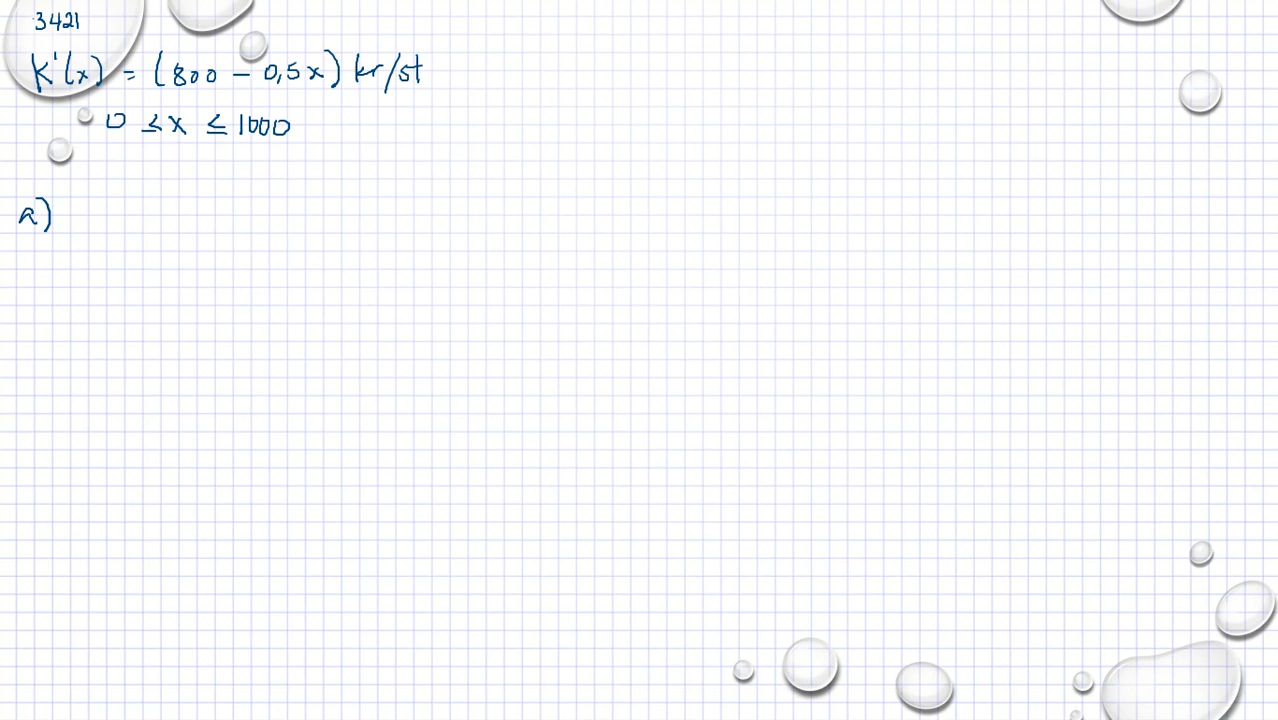 3421
K'(x) = (800 - 0,5x) kr/st
0 ≤ x ≤ 1000
a)